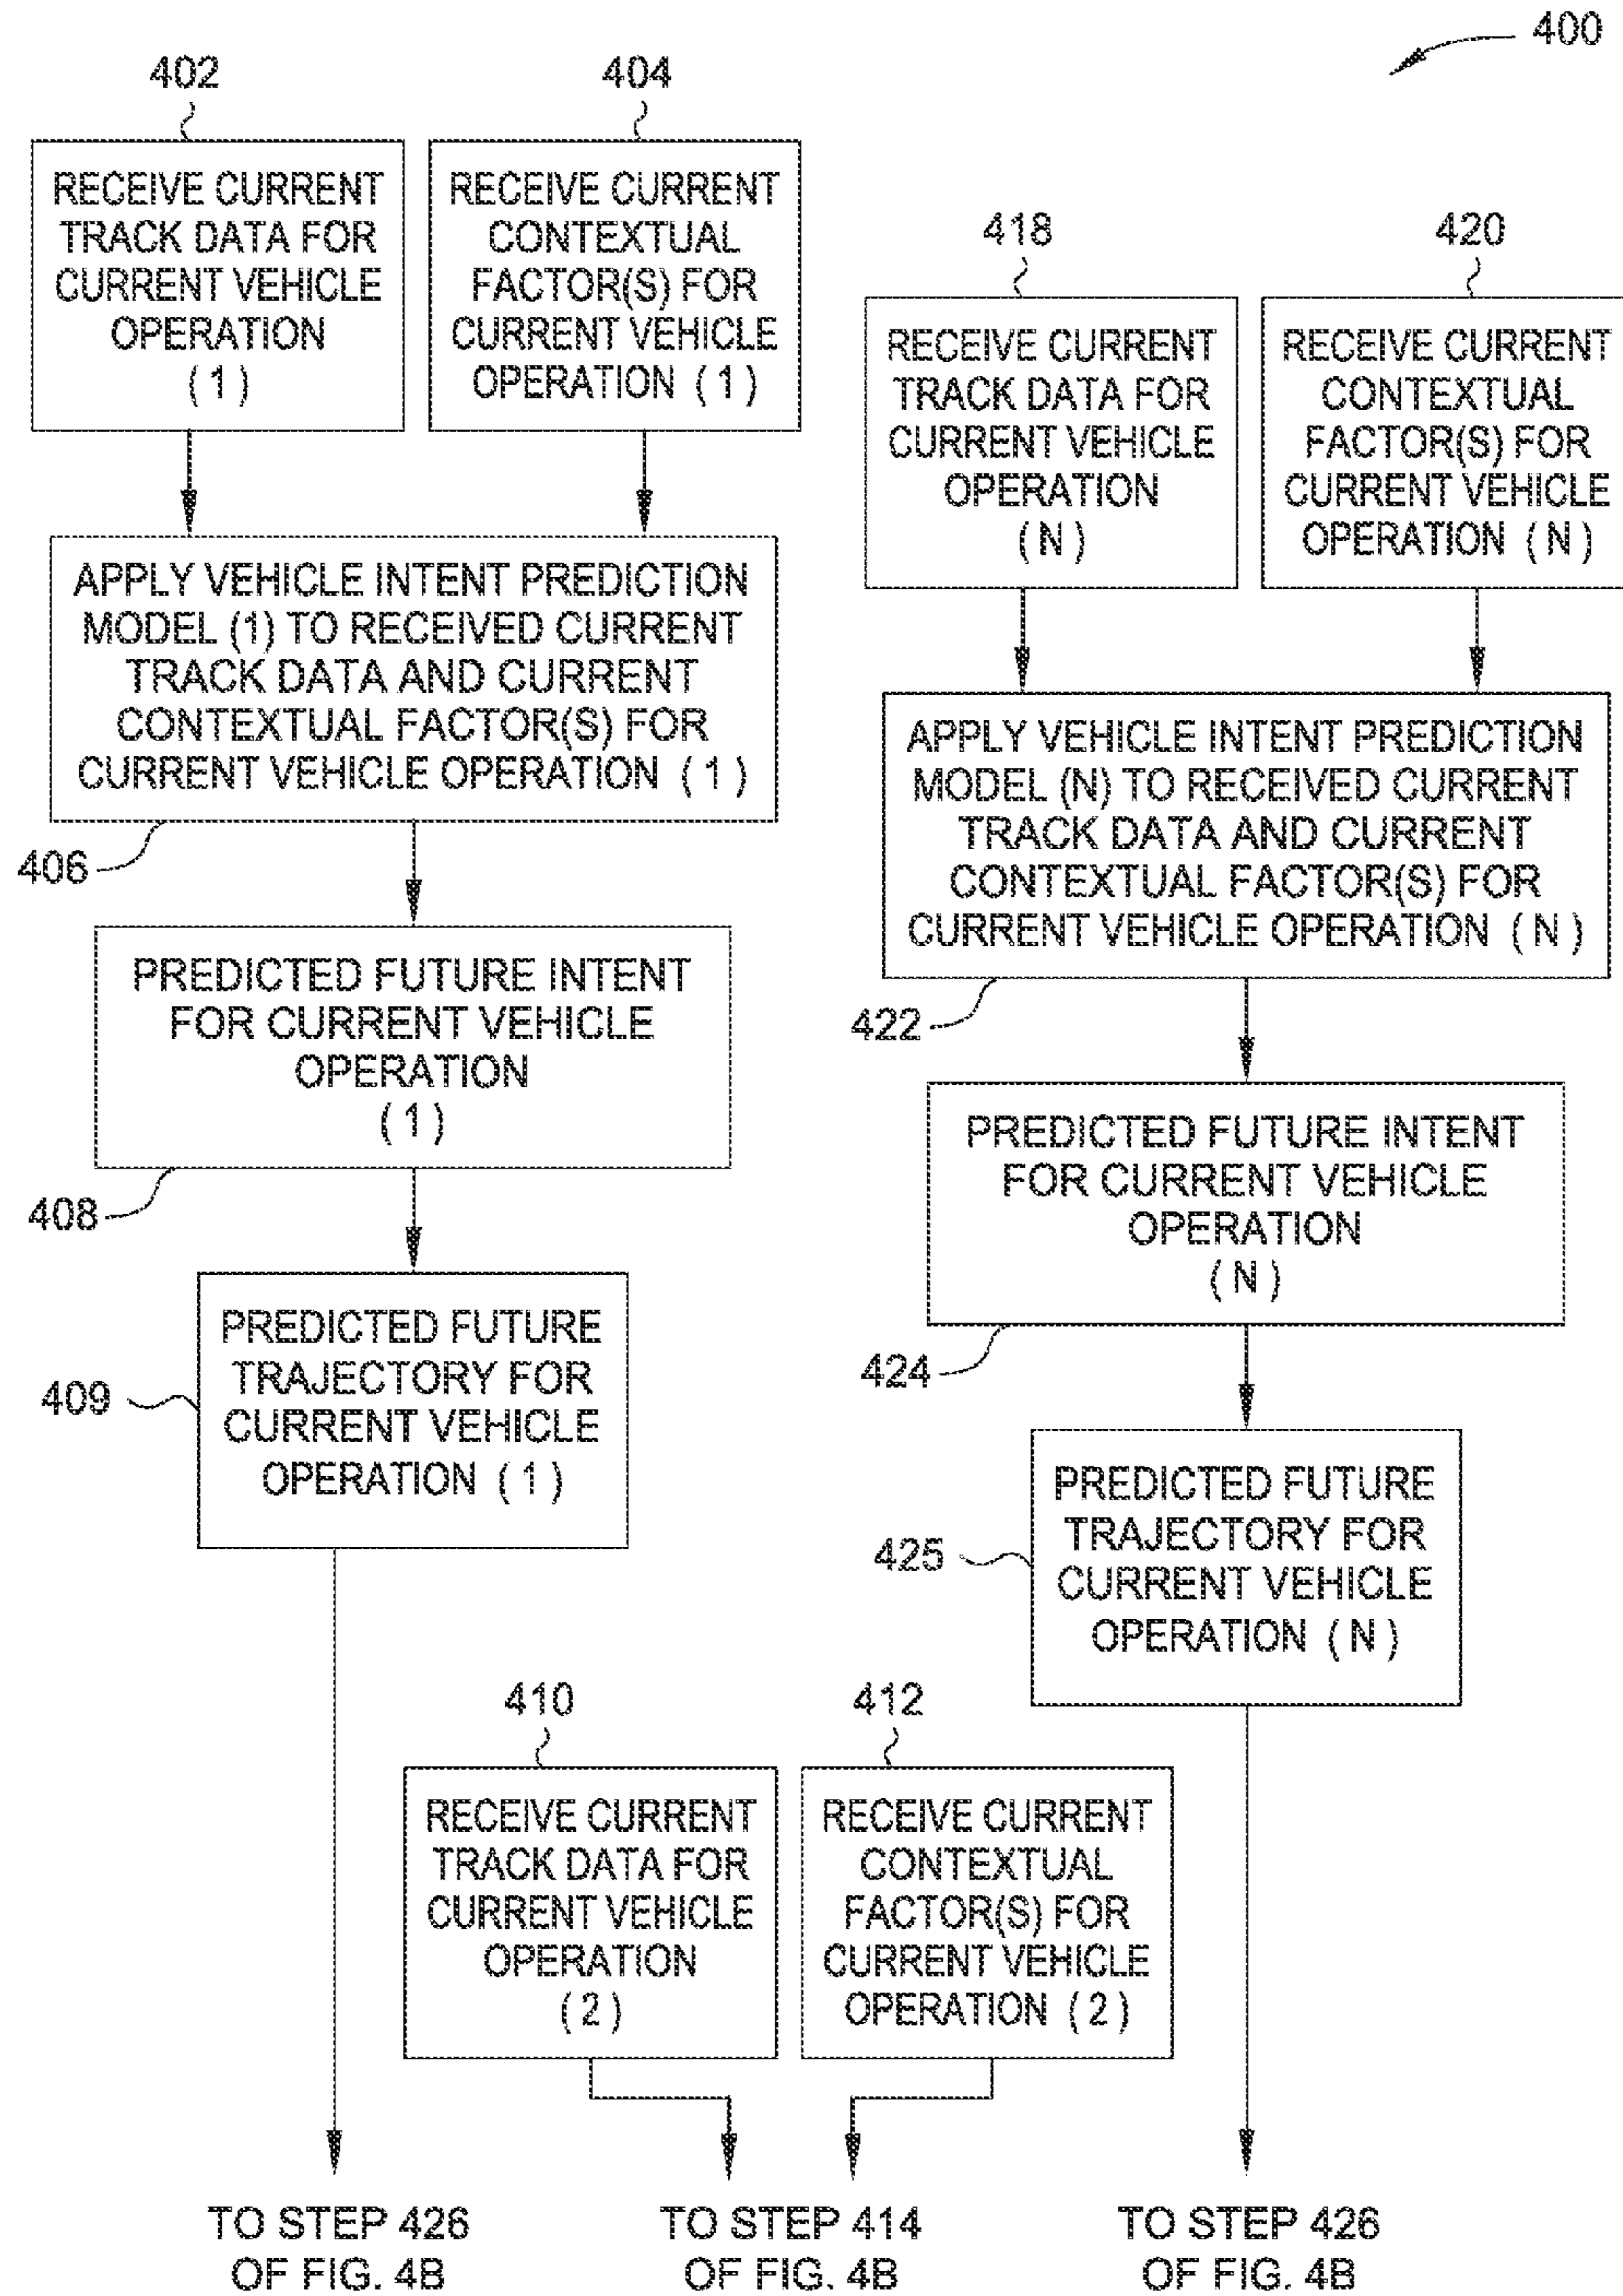 400
402
404
RECEIVE CURRENT
TRACK DATA FOR
CURRENT VEHICLE
OPERATION
( 1 )
RECEIVE CURRENT
CONTEXTUAL
FACTOR(S) FOR
CURRENT VEHICLE
OPERATION ( 1 )
APPLY VEHICLE INTENT PREDICTION
MODEL (1) TO RECEIVED CURRENT
TRACK DATA AND CURRENT
CONTEXTUAL FACTOR(S) FOR
CURRENT VEHICLE OPERATION ( 1 )
406
PREDICTED FUTURE INTENT
FOR CURRENT VEHICLE
OPERATION
( 1 )
408
PREDICTED FUTURE
TRAJECTORY FOR
CURRENT VEHICLE
OPERATION ( 1 )
409
418
420
RECEIVE CURRENT
TRACK DATA FOR
CURRENT VEHICLE
OPERATION
( N )
RECEIVE CURRENT
CONTEXTUAL
FACTOR(S) FOR
CURRENT VEHICLE
OPERATION ( N )
APPLY VEHICLE INTENT PREDICTION
MODEL (N) TO RECEIVED CURRENT
TRACK DATA AND CURRENT
CONTEXTUAL FACTOR(S) FOR
CURRENT VEHICLE OPERATION ( N )
422
PREDICTED FUTURE INTENT
FOR CURRENT VEHICLE
OPERATION
( N )
424
PREDICTED FUTURE
TRAJECTORY FOR
CURRENT VEHICLE
OPERATION ( N )
425
410
412
RECEIVE CURRENT
TRACK DATA FOR
CURRENT VEHICLE
OPERATION
( 2 )
RECEIVE CURRENT
CONTEXTUAL
FACTOR(S) FOR
CURRENT VEHICLE
OPERATION ( 2 )
TO STEP 426
OF FIG. 4B
TO STEP 414
OF FIG. 4B
TO STEP 426
OF FIG. 4B